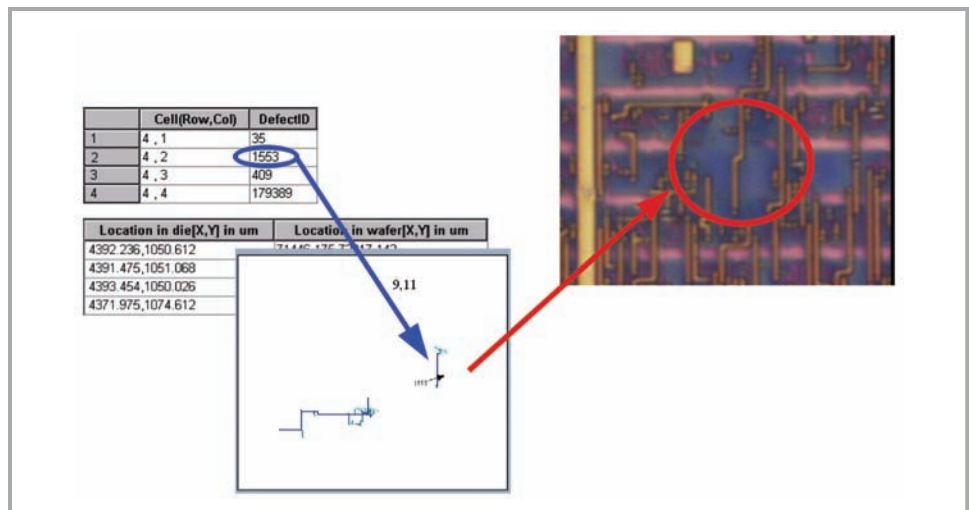 Cell(Row,Col) DefectID
1 4 , 1 35
2 4 , 2 1553
3 4 , 3 409
4 4 , 4 179389
Location in die[X,Y] in um Location in wafer[X,Y] in um
4392.236,1050.612
4391.475,1051.068
4393.454,1050.026
4371.975,1074.612
9,11